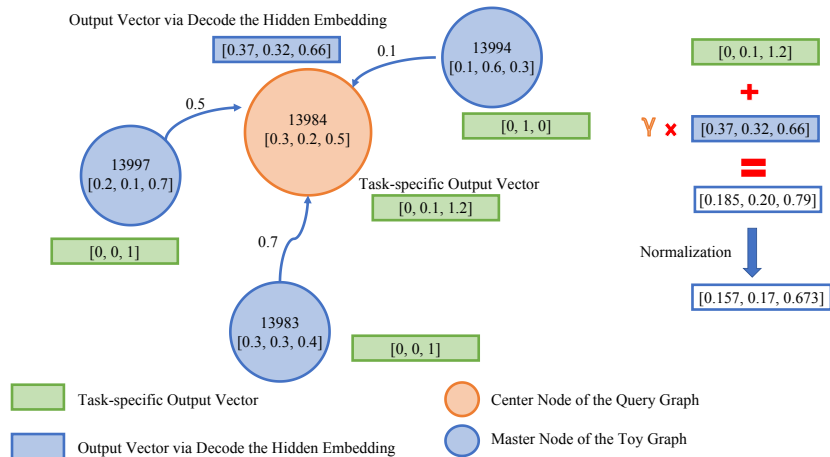 Output Vector via Decode the Hidden Embedding
[0.37, 0.32, 0.66]
0.1
13994
[0.1, 0.6, 0.3]
[0, 1, 0]
0.5
13984
[0.3, 0.2, 0.5]
13997
[0.2, 0.1, 0.7]
[0, 0, 1]
Task-specific Output Vector
[0, 0.1, 1.2]
0.7
13983
[0.3, 0.3, 0.4]
[0, 0, 1]
[0, 0.1, 1.2]
+
γ × [0.37, 0.32, 0.66]
=
[0.185, 0.20, 0.79]
Normalization
[0.157, 0.17, 0.673]
Task-specific Output Vector
Center Node of the Query Graph
Output Vector via Decode the Hidden Embedding
Master Node of the Toy Graph